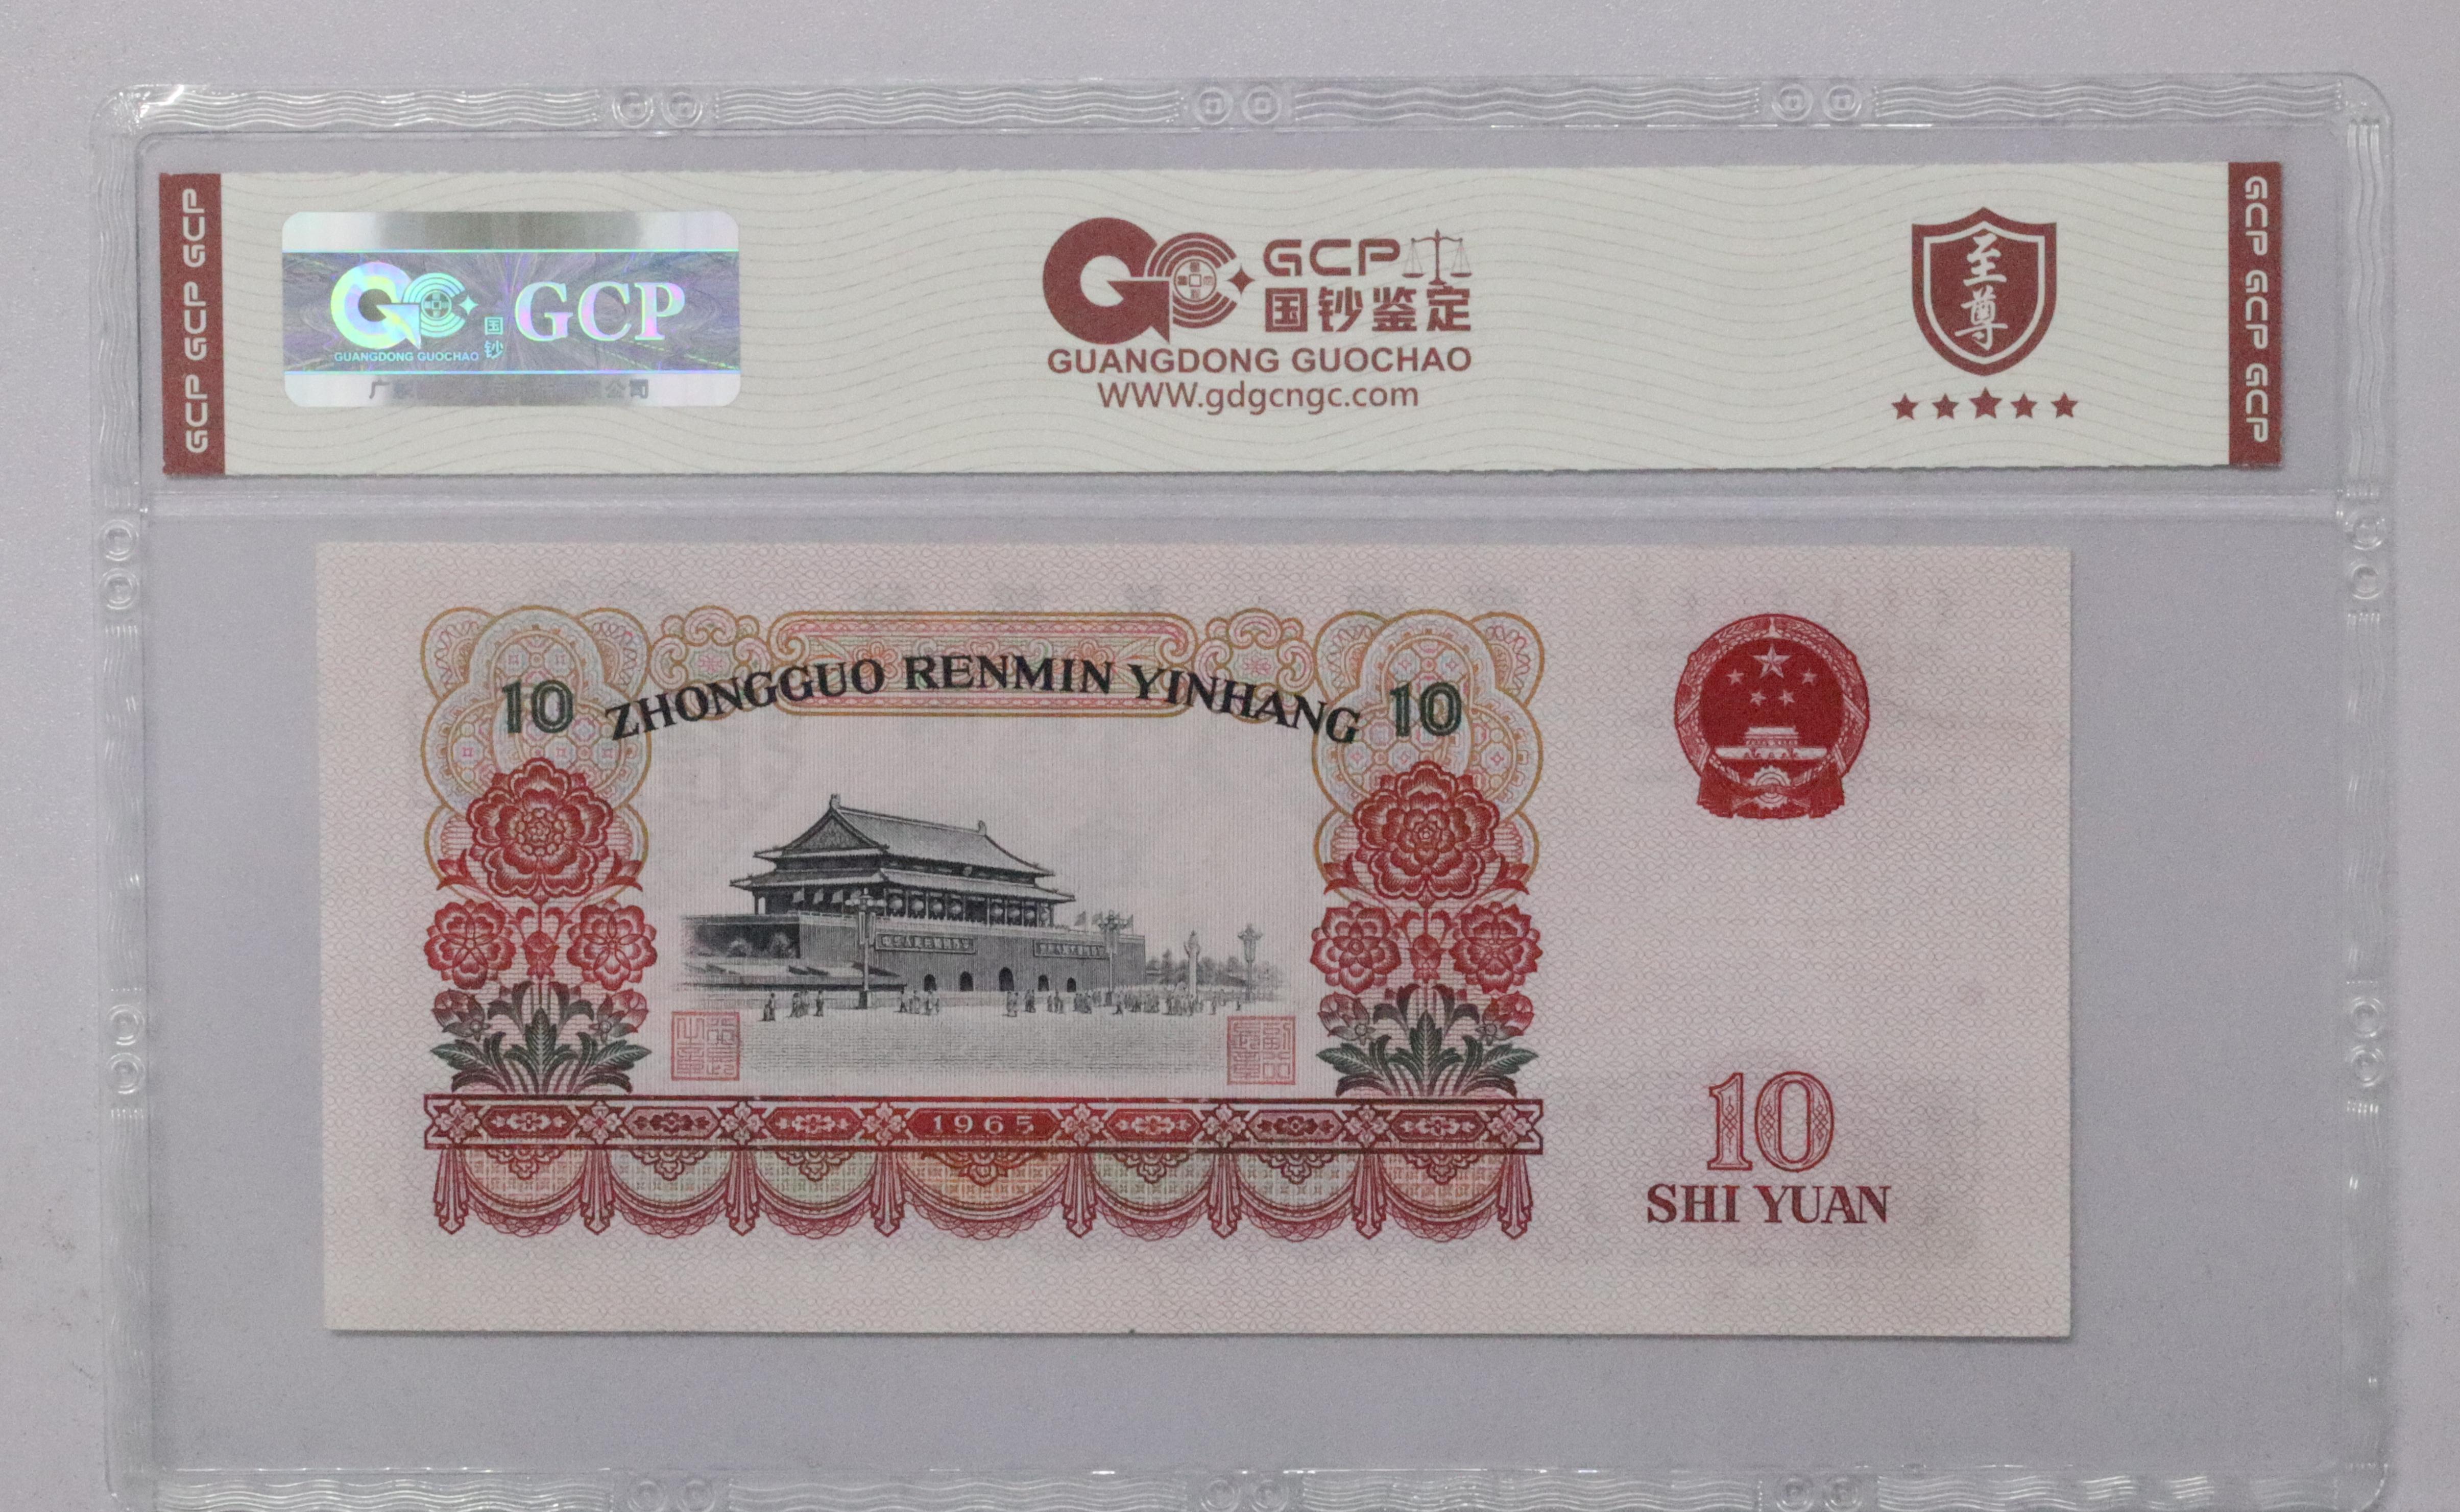 GCP GCP GCP
GCP
国钞
GUANGDONG GUOCHAO
GCP
国钞鉴定
GUANGDONG GUOCHAO
WWW.gdgcngc.com
至尊
GCP GCP GCP
10 ZHONGGUO RENMIN YINHANG 10
1965
10
SHI YUAN